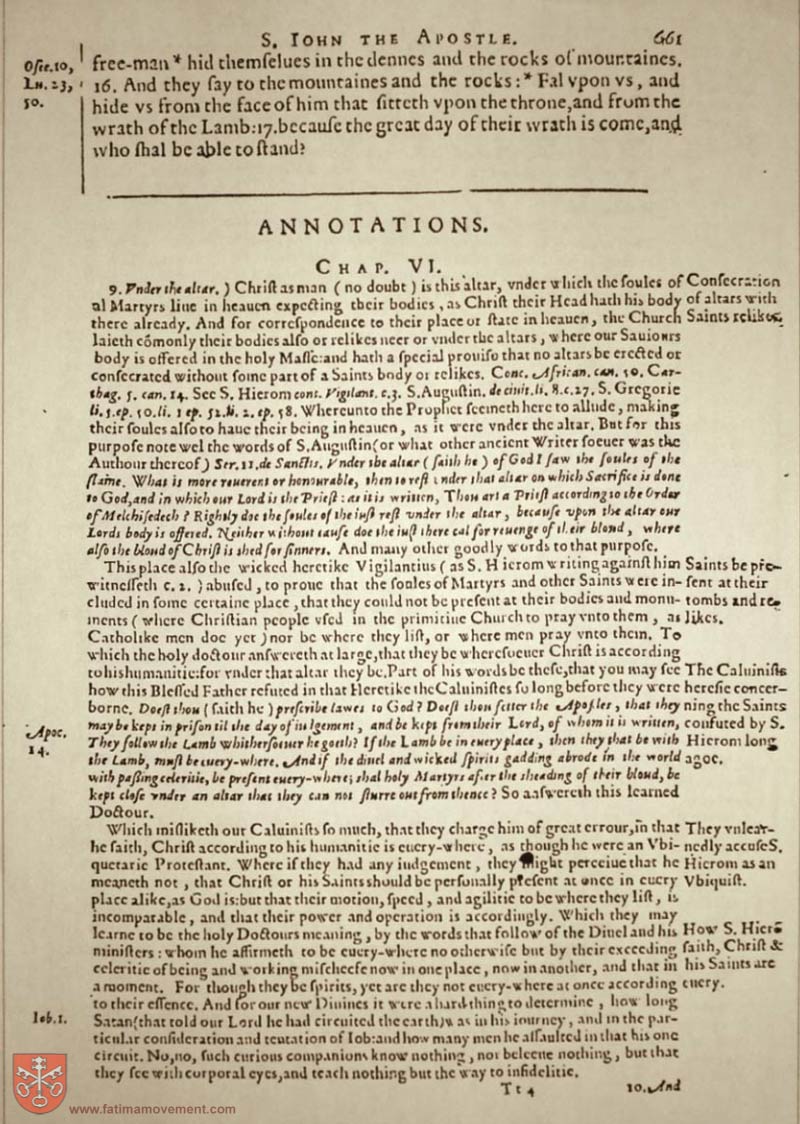 S. IOHN THE APOSTLE. 661
Oſee.10,
Lu. 23,
30.
free-man * hid themſelues in the dennes and the rocks of mountaines.
16. And they ſay to the mountaines and the rocks: * Fal vpon vs, and
hide vs from the face of him that ſitteth vpon the throne, and from the
wrath of the Lamb: 17. becauſe the great day of their wrath is come, and
who ſhal be able to ſtand?
ANNOTATIONS.
CHAP. VI.
9. Vnder the altar. ) Chriſt as man ( no doubt ) is this altar, vnder which the ſoules of
al Martyrs liue in heauen expecting their bodies, as Chriſt their Head hath his body
there already. And for correſpondence to their place or ſtate in heauen, the Church
laieth cõmonly their bodies alſo or relikes neer or vnder the altars, where our Sauiours
body is offered in the holy Maſſe: and hath a ſpecial prouiſo that no altars be erected or
conſecrated without ſome part of a Saints body or relikes. Conc. African. can. 50. Car-
thag. 5. can. 14. See S. Hierom cont. Vigilant. c.3. S. Auguſtin. de ciuit. li. 8. c.27. S. Gregorie
li. 5. ep. 50. li. 1 ep. 52. li. 2. ep. 58. Whereunto the Prophet ſeemeth here to allude, making
their ſoules alſo to haue their being in heauen, as it were vnder the altar. But for this
purpoſe note wel the words of S. Auguſtin ( or what other ancient Writer ſoeuer was the
Authour thereof ) Ser. 11. de Sanctis. Vnder the altar ( ſaith he ) of God I ſaw the ſoules of the
ſlaine. What is more reuerent or honourable, then to reſt vnder that altar on which Sacrifice is done
to God, and in which our Lord is the Prieſt: as it is written, Thou art a Prieſt according to the Order
of Melchiſedech? Rightly doe the ſoules of the iuſt reſt vnder the altar, becauſe vpon the altar our
Lords body is offered. Neither without cauſe doe the iuſt there cal for reuenge of their bloud, where
alſo the bloud of Chriſt is ſhed for ſinners. And many other goodly words to that purpoſe.
Conſecration
of altars with
Saints relikes.
This place alſo the wicked heretike Vigilantius ( as S. Hierom writing againſt him
witneſſeth c. 2. ) abuſed, to proue that the ſoules of Martyrs and other Saints were in-
cluded in ſome certaine place, that they could not be preſent at their bodies and monu-
ments ( where Chriſtian people vſed in the primitiue Church to pray vnto them, as
Catholike men doe yet ) nor be where they liſt, or where men pray vnto them. To
which the holy doctour anſwereth at large, that they be whereſoeuer Chriſt is according
to his humanitie: for vnder that altar they be. Part of his words be theſe, that you may ſee
how this Bleſſed Father refuted in that Heretike the Caluiniſtes ſo long before they were
borne. Doeſt thou ( ſaith he ) preſcribe lawes to God? Doeſt thou fetter the Apoſtles, that they
may be kept in priſon til the day of iudgement, and be kept from their Lord, of whom it is written,
They follow the Lamb whitherſoeuer he goeth? If the Lamb be in euery place, then they that be with
the Lamb, muſt be euery-where. And if the diuel and wicked ſpirits gadding abrode in the world
with paſſing celeritie, be preſent euery-where; ſhal holy Martyrs after the ſheading of their bloud, be
kept cloſe vnder an altar that they can not ſturre out from thence? So anſwereth this learned
Doctour.
Saints be pre-
ſent at their
tombs and re-
likes.
The Caluiniſts
hereſie concer-
ning the Saints
confuted by S.
Hierom long
agoe.
Apoc.
14.
Which miſliketh our Caluiniſts ſo much, that they charge him of great errour, in that
he ſaith, Chriſt according to his humanitie is euery-where, as though he were an Vbi-
quetarie Proteſtant. Where if they had any iudgement, they might perceiue that he
meaneth not, that Chriſt or his Saints ſhould be perſonally preſent at once in euery
place alike, as God is: but that their motion, ſpeed, and agilitie to be where they liſt, is
incomparable, and that their power and operation is accordingly. Which they may
learne to be the holy Doctours meaning, by the words that follow of the Diuel and his
miniſters: whom he affirmeth to be euery-where no otherwiſe but by their exceeding
celeritie of being and working miſcheefe now in one place, now in another, and that in
a moment. For though they be ſpirits, yet are they not euery-where at once according
to their eſſence. And for our new Diuines it were a hard thing to determine, how long
Satan ( that told our Lord he had circuited the earth ) was in his iourney, and in the par-
ticular conſideration and tentation of Iob: and how many men he aſſaulted in that his one
circuit. No, no, ſuch curious companions know nothing, nor beleeue nothing, but that
they ſee with corporal eyes, and teach nothing but the way to infidelitie.
They vnlear-
nedly accuſe S.
Hierom as an
Vbiquiſt.
How S. Hiero
ſaith, Chriſt &
his Saints are
euery.
Iob. 1.
Tt 4 10. And
www.fatimamovement.com